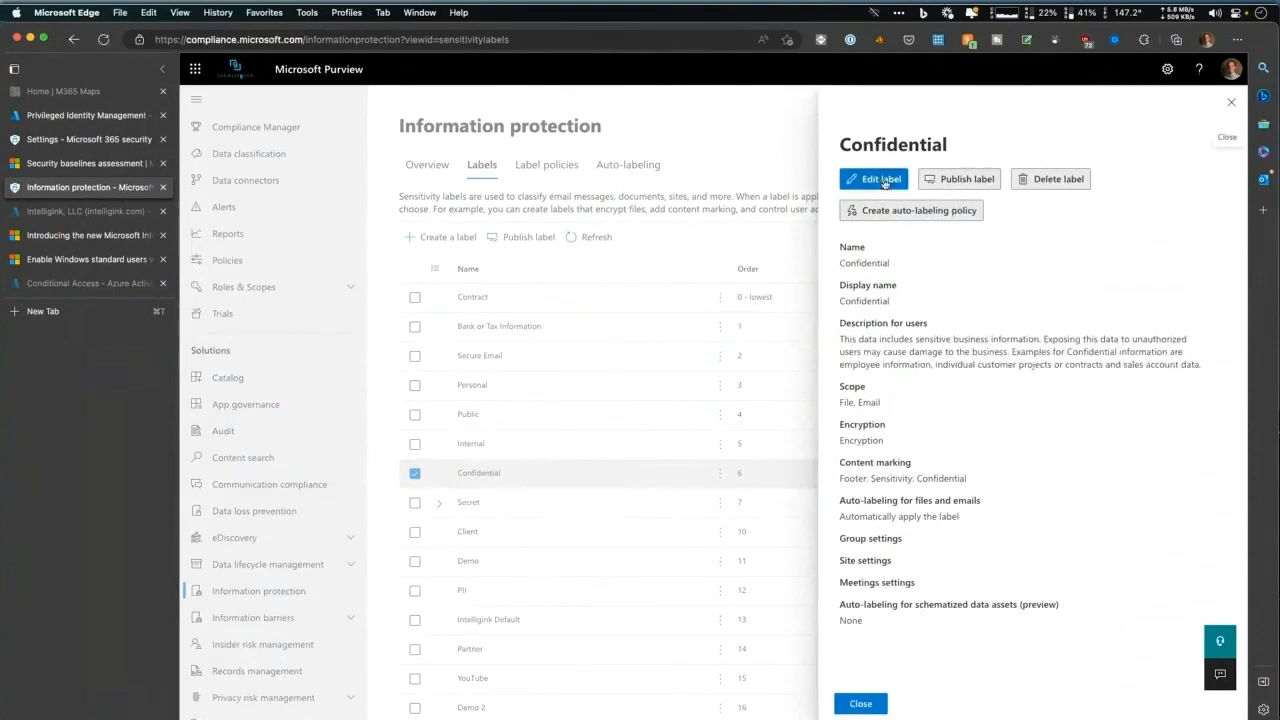 File Edit View History Favorites Tools Profiles Tab Window Help
22% 41% 147.2° 5.8 MB/s
509 KB/s
https://compliance.microsoft.com/informationprotection?viewid=sensitivitylabels
73
Microsoft Purview
Home | M365 Maps
Privileged Identity Management -
Settings - Microsoft 365 security
Security baselines assessment |
Information protection - Microsof
Intelligink, LLC (intelligink.com) -
Introducing the new Microsoft Int
Enable Windows standard users v
Conditional Access - Azure Activ
New Tab ⌘T
Compliance Manager
Data classification
Data connectors
Alerts
Reports
Policies
Roles & Scopes
Trials
Solutions
Catalog
App governance
Audit
Content search
Communication compliance
Data loss prevention
eDiscovery
Data lifecycle management
Information protection
Information barriers
Insider risk management
Records management
Privacy risk management
Information protection
Overview Labels Label policies Auto-labeling
Sensitivity labels are used to classify email messages, documents, sites, and more. When a label is appl
choose. For example, you can create labels that encrypt files, add content marking, and control user ac
Create a label Publish label Refresh
Name Order
Contract 0 - lowest
Bank or Tax Information 1
Secure Email 2
Personal 3
Public 4
Internal 5
Confidential 6
Secret 7
Client 10
Demo 11
PII 12
Intelligink Default 13
Partner 14
YouTube 15
Demo 2 16
Close
Confidential
Edit label Publish label Delete label
Create auto-labeling policy
Name
Confidential
Display name
Confidential
Description for users
This data includes sensitive business information. Exposing this data to unauthorized
users may cause damage to the business. Examples for Confidential information are
employee information, individual customer projects or contracts and sales account data.
Scope
File, Email
Encryption
Encryption
Content marking
Footer: Sensitivity: Confidential
Auto-labeling for files and emails
Automatically apply the label
Group settings
Site settings
Meetings settings
Auto-labeling for schematized data assets (preview)
None
Close